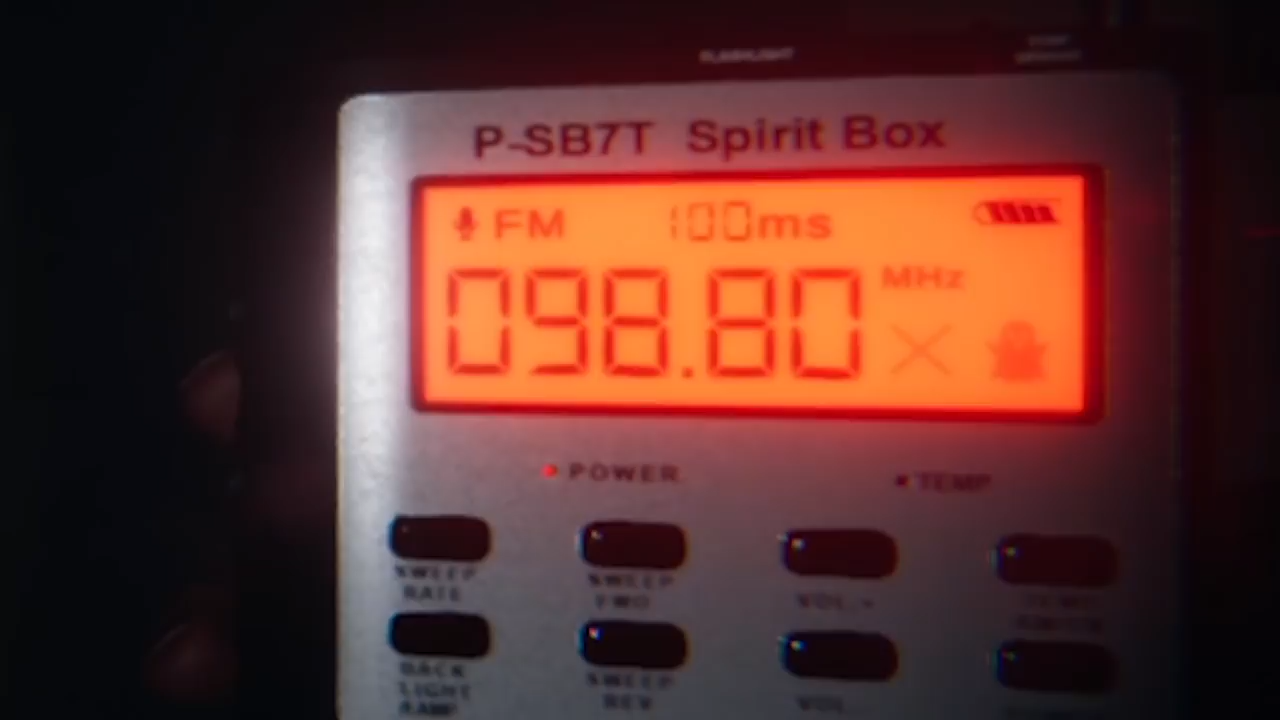 FLASHLIGHT
P-SB7T Spirit Box
FM 100ms
098.80 MHz
POWER TEMP
SWEEP
RATE
SWEEP
FWD
VOL +
BACK
LIGHT
SWEEP
REV
VOL